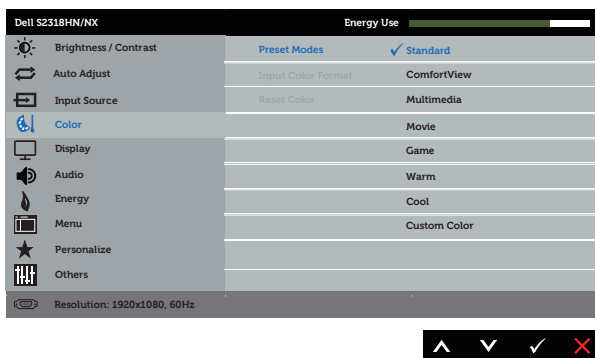 Dell S2318HN/NX Energy Use
Brightness / Contrast Preset Modes Standard
Auto Adjust Input Color Format ComfortView
Input Source Reset Color Multimedia
Color Movie
Display Game
Audio Warm
Energy Cool
Menu Custom Color
Personalize
Others
Resolution: 1920x1080, 60Hz